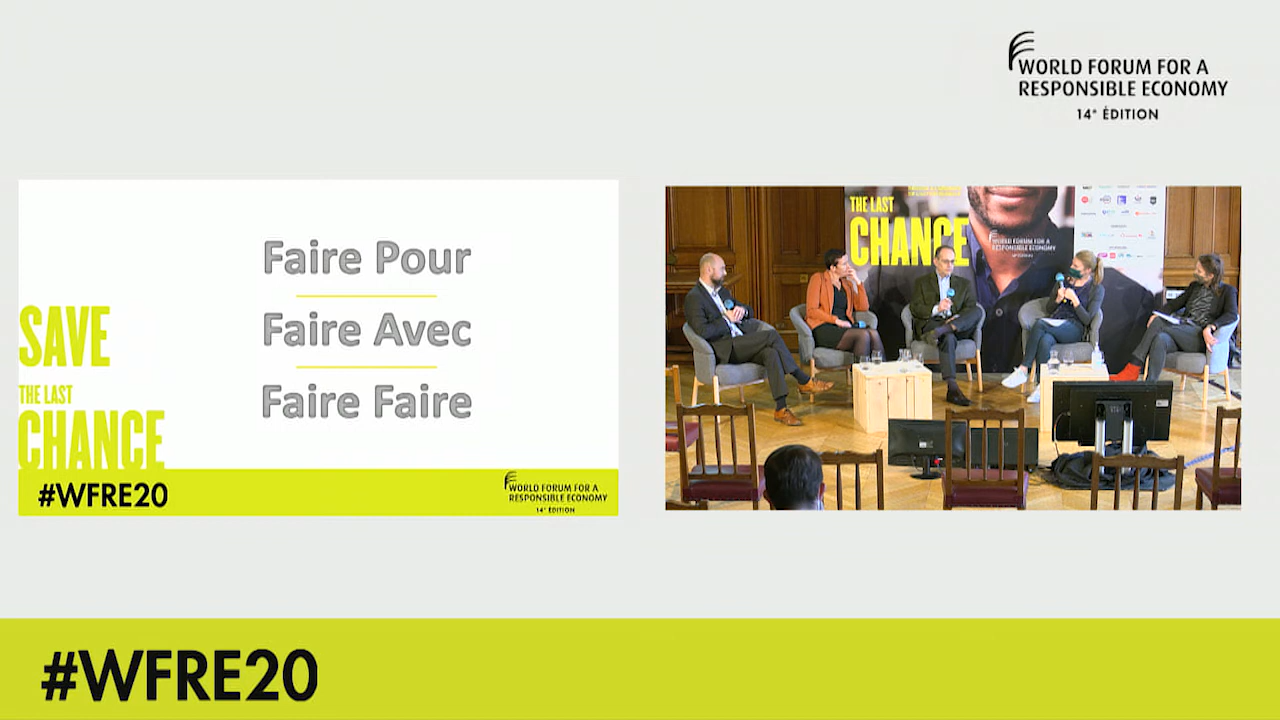 WORLD FORUM FOR A
RESPONSIBLE ECONOMY
14e ÉDITION
Faire Pour
Faire Avec
Faire Faire
SAVE
THE LAST
CHANCE
#WFRE20
WORLD FORUM FOR A
RESPONSIBLE ECONOMY
14e ÉDITION
THE LAST
CHANCE
WORLD FORUM FOR A
RESPONSIBLE ECONOMY
#WFRE20